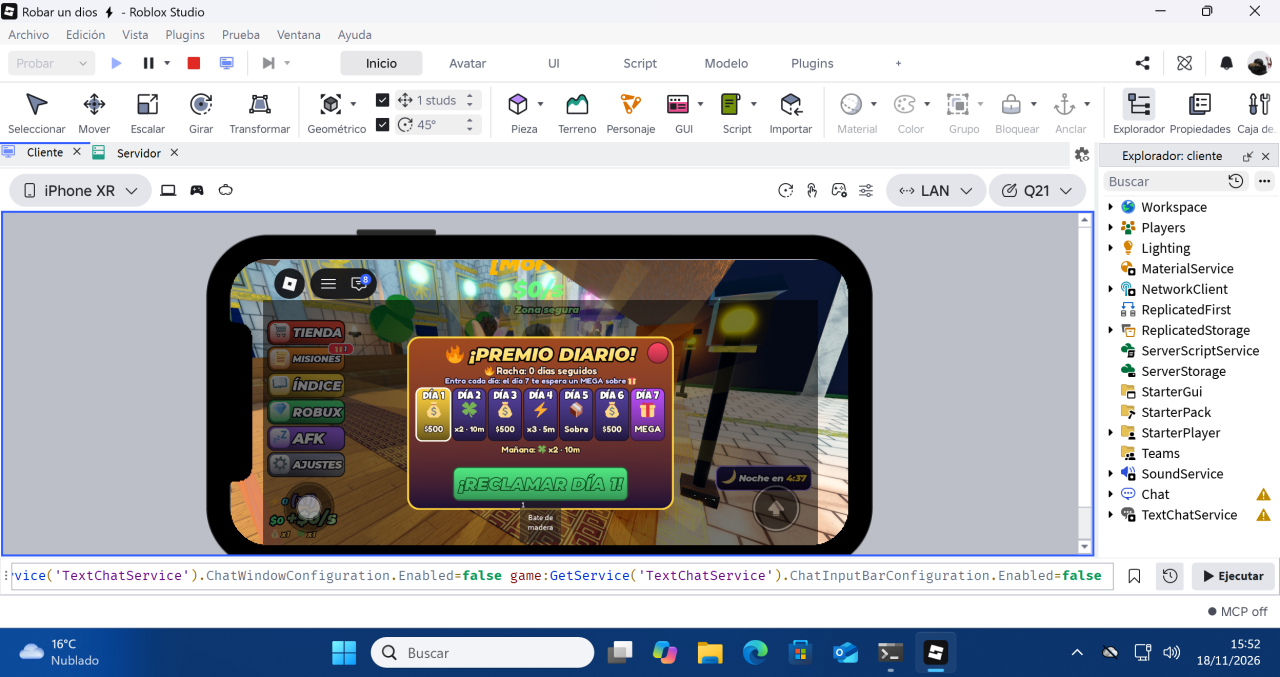 Robar un dios ⚡ - Roblox Studio
Archivo Edición Vista Plugins Prueba Ventana Ayuda
Probar
Inicio Avatar UI Script Modelo Plugins +
1 studs
45°
Seleccionar Mover Escalar Girar Transformar Geométrico Pieza Terreno Personaje GUI Script Importar Material Color Grupo Bloquear Anclar Explorador Propiedades Caja de
Cliente Servidor
Explorador: cliente
iPhone XR
LAN
Q21
Buscar
Workspace
Players
Lighting
MaterialService
NetworkClient
ReplicatedFirst
ReplicatedStorage
ServerScriptService
ServerStorage
StarterGui
StarterPack
StarterPlayer
Teams
SoundService
Chat
TextChatService
8
$0/s
Zona segura
TIENDA
MISIONES
ÍNDICE
ROBUX
AFK
AJUSTES
¡PREMIO DIARIO!
Racha: 0 días seguidos
Entra cada día: el día 7 te espera un MEGA sobre
DÍA 1 DÍA 2 DÍA 3 DÍA 4 DÍA 5 DÍA 6 DÍA 7
$500 x2 · 10m $500 x3 · 5m Sobre $500 MEGA
Mañana: x2 · 10m
¡RECLAMAR DÍA 1!
Noche en 4:37
1
Bate de
madera
vice('TextChatService').ChatWindowConfiguration.Enabled=false game:GetService('TextChatService').ChatInputBarConfiguration.Enabled=false
Ejecutar
MCP off
16°C
Nublado
Buscar
15:52
18/11/2026